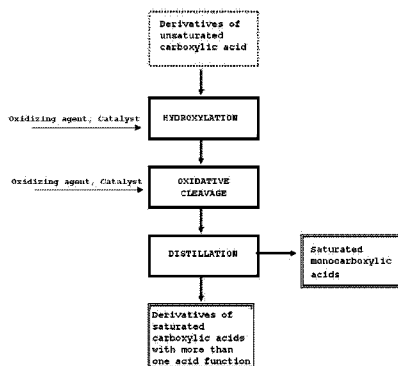 Derivatives of
unsaturated
carboxylic acid
Oxidizing agent, Catalyst
HYDROXYLATION
Oxidizing agent, Catalyst
OXIDATIVE
CLEAVAGE
DISTILLATION
Saturated
monocarboxylic
acids
Derivatives of
saturated
carboxylic acids
with more than
one acid function